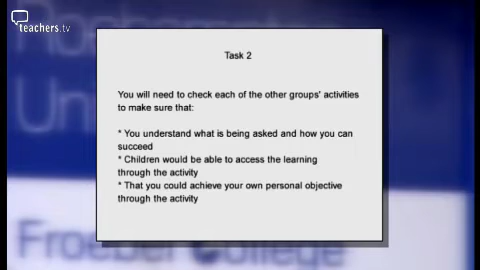 teachers.tv
Task 2
You will need to check each of the other groups' activities
to make sure that:
* You understand what is being asked and how you can
succeed
* Children would be able to access the learning
through the activity
* That you could achieve your own personal objective
through the activity
Froebel College